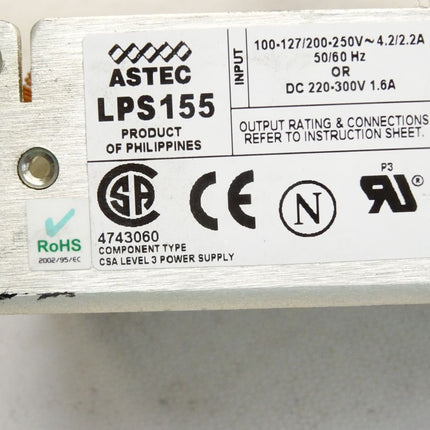 ASTEC
LPS155
PRODUCT
OF PHILIPPINES
INPUT
100-127/200-250V~ 4.2/2.2A
50/60 Hz
OR
DC 220-300V 1.6A
OUTPUT RATING & CONNECTIONS
REFER TO INSTRUCTION SHEET.
CSA
CE
N
P3
RU®
4743060
COMPONENT TYPE
CSA LEVEL 3 POWER SUPPLY
RoHS
2002/95/EC